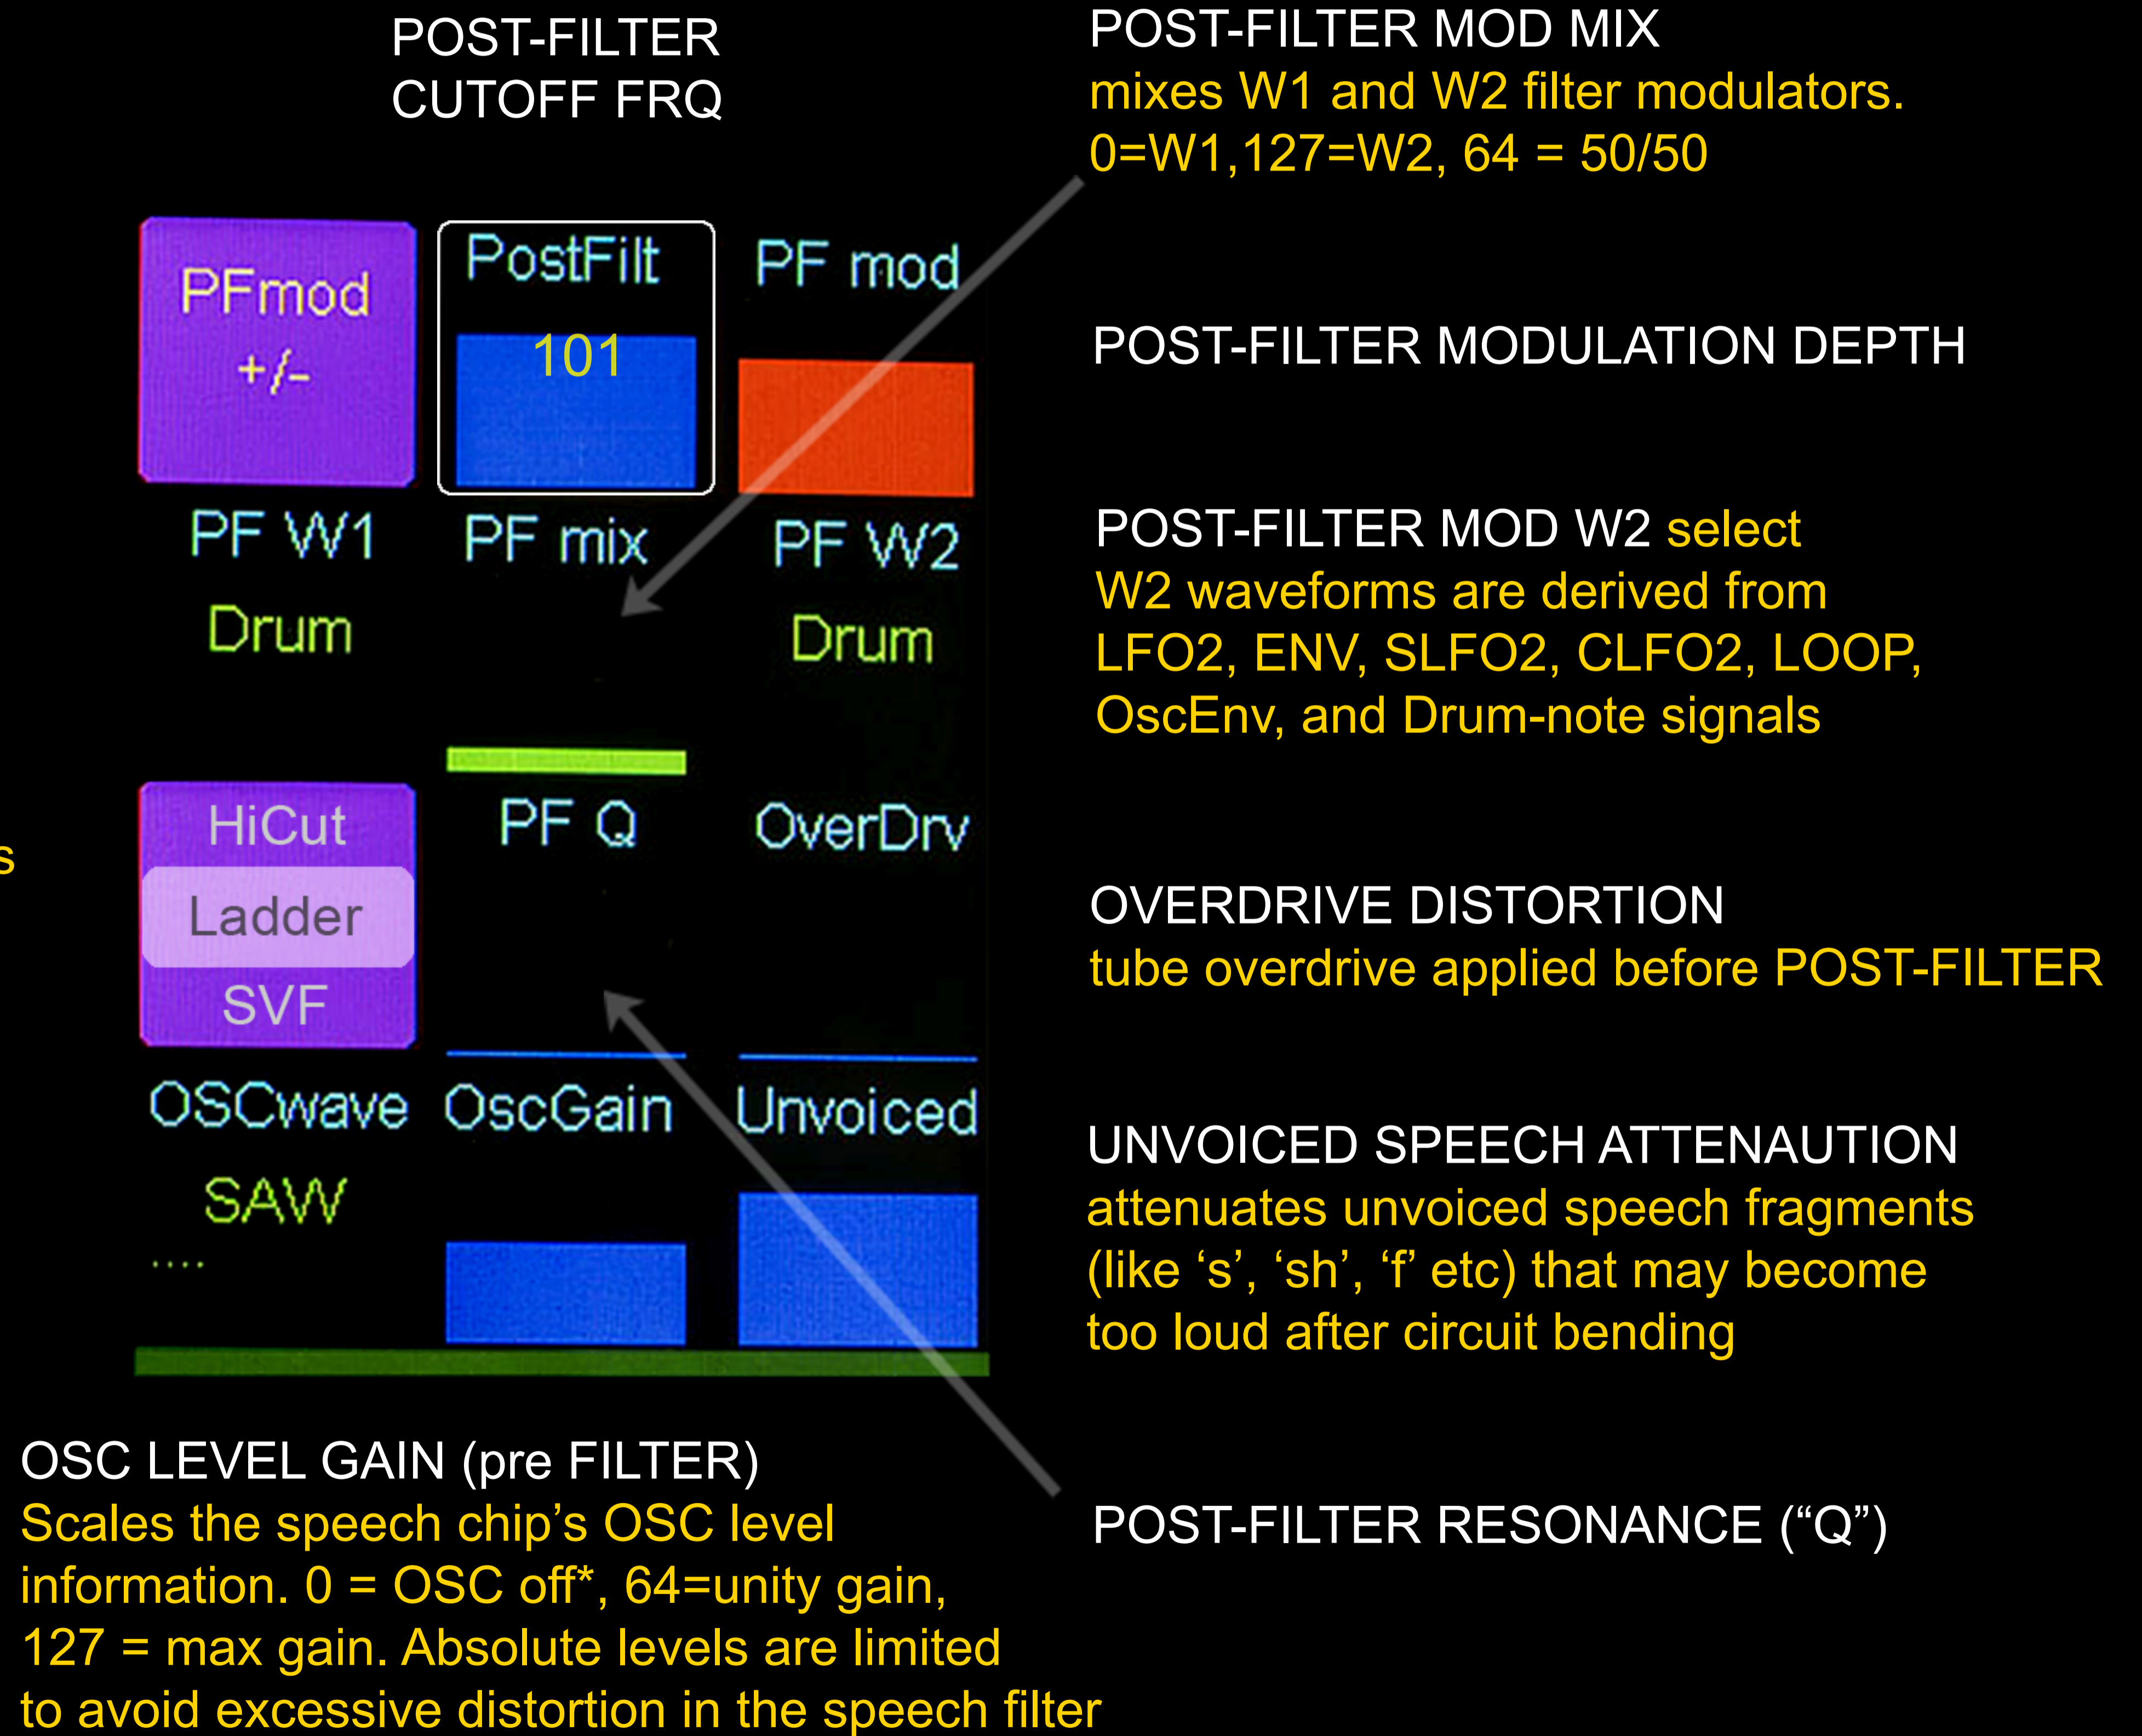 POST-FILTER
CUTOFF FRQ
POST-FILTER MOD MIX
mixes W1 and W2 filter modulators.
0=W1,127=W2, 64 = 50/50
PFmod
+/-
PostFilt
101
PF mod
POST-FILTER MODULATION DEPTH
PF W1
PF mix
PF W2
Drum
Drum
POST-FILTER MOD W2 select
W2 waveforms are derived from
LFO2, ENV, SLFO2, CLFO2, LOOP,
OscEnv, and Drum-note signals
s
HiCut
Ladder
SVF
PF Q
OverDrv
OVERDRIVE DISTORTION
tube overdrive applied before POST-FILTER
OSCwave
OscGain
Unvoiced
SAW
....
UNVOICED SPEECH ATTENAUTION
attenuates unvoiced speech fragments
(like ‘s’, ‘sh’, ‘f’ etc) that may become
too loud after circuit bending
OSC LEVEL GAIN (pre FILTER)
Scales the speech chip’s OSC level
information. 0 = OSC off*, 64=unity gain,
127 = max gain. Absolute levels are limited
to avoid excessive distortion in the speech filter
POST-FILTER RESONANCE (“Q”)